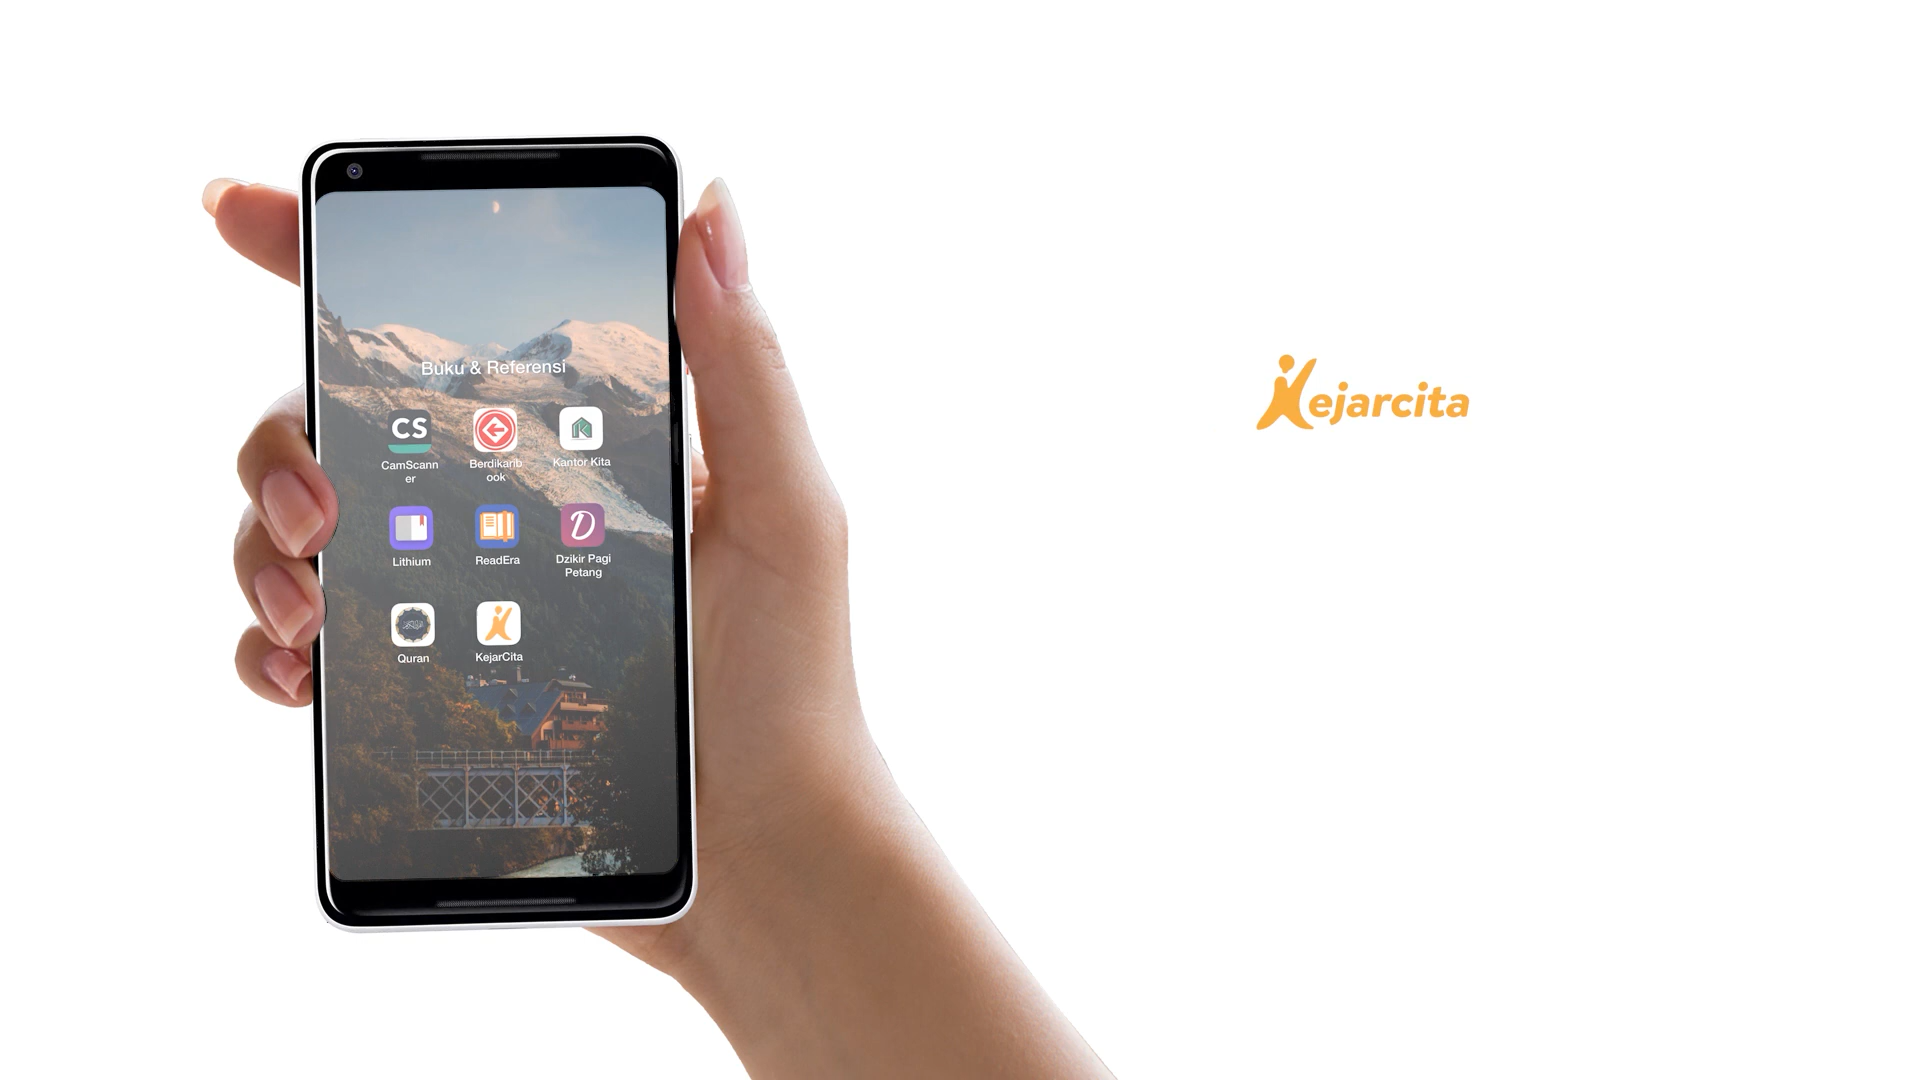 Buku & Referensi
CS
CamScann
er
Berdikarib
ook
Kantor Kita
Lithium
ReadEra
D
Dzikir Pagi
Petang
Quran
KejarCita
Kejarcita